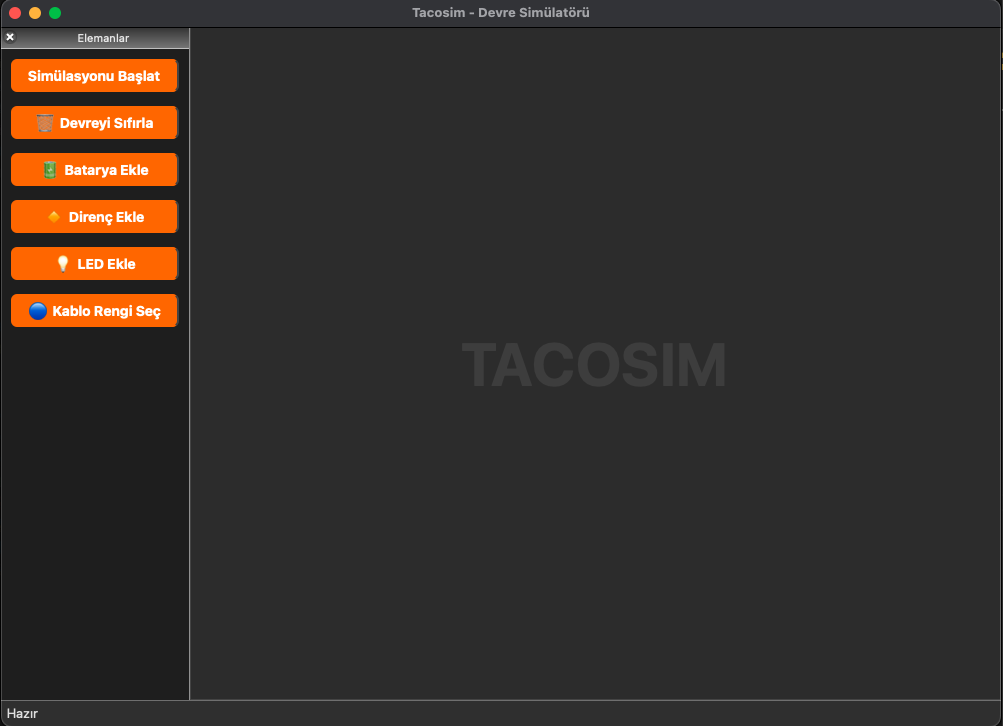 Tacosim - Devre Simülatörü
Elemanlar
Simülasyonu Başlat
Devreyi Sıfırla
Batarya Ekle
Direnç Ekle
LED Ekle
Kablo Rengi Seç
TACOSIM
Hazır